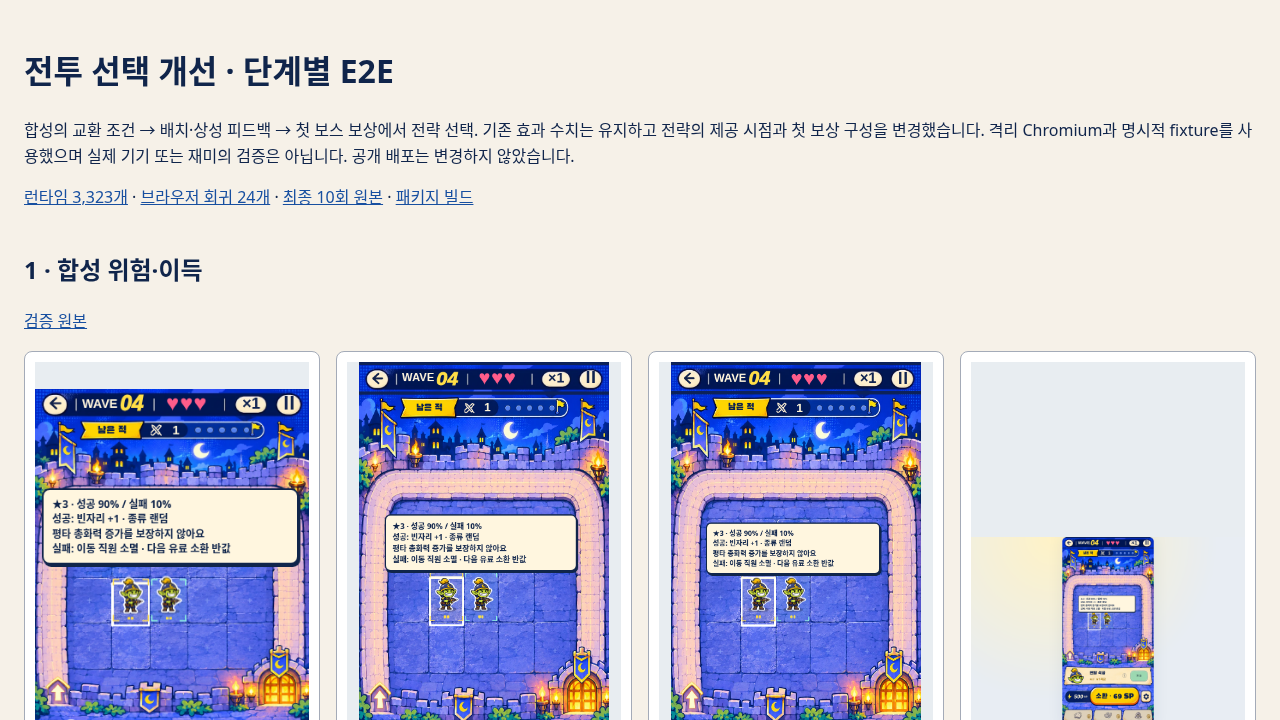 전투 선택 개선 · 단계별 E2E
합성의 교환 조건 → 배치·상성 피드백 → 첫 보스 보상에서 전략 선택. 기존 효과 수치는 유지하고 전략의 제공 시점과 첫 보상 구성을 변경했습니다. 격리 Chromium과 명시적 fixture를 사
용했으며 실제 기기 또는 재미의 검증은 아닙니다. 공개 배포는 변경하지 않았습니다.
런타임 3,323개 · 브라우저 회귀 24개 · 최종 10회 원본 · 패키지 빌드
1 · 합성 위험·이득
검증 원본
WAVE 04 ×1
남은 적 1
★3 · 성공 90% / 실패 10%
성공: 빈자리 +1 · 종류 랜덤
평타 총화력 증가를 보장하지 않아요
실패: 이동 직원 소멸 · 다음 유료 소환 반값
WAVE 04 ×1
남은 적 1
★3 · 성공 90% / 실패 10%
성공: 빈자리 +1 · 종류 랜덤
평타 총화력 증가를 보장하지 않아요
실패: 이동 직원 소멸 · 다음 유료 소환 반값
WAVE 04 ×1
남은 적 1
★3 · 성공 90% / 실패 10%
성공: 빈자리 +1 · 종류 랜덤
평타 총화력 증가를 보장하지 않아요
실패: 이동 직원 소멸 · 다음 유료 소환 반값
WAVE 04 ×1
남은 적 1
500
소환 · 69 SP